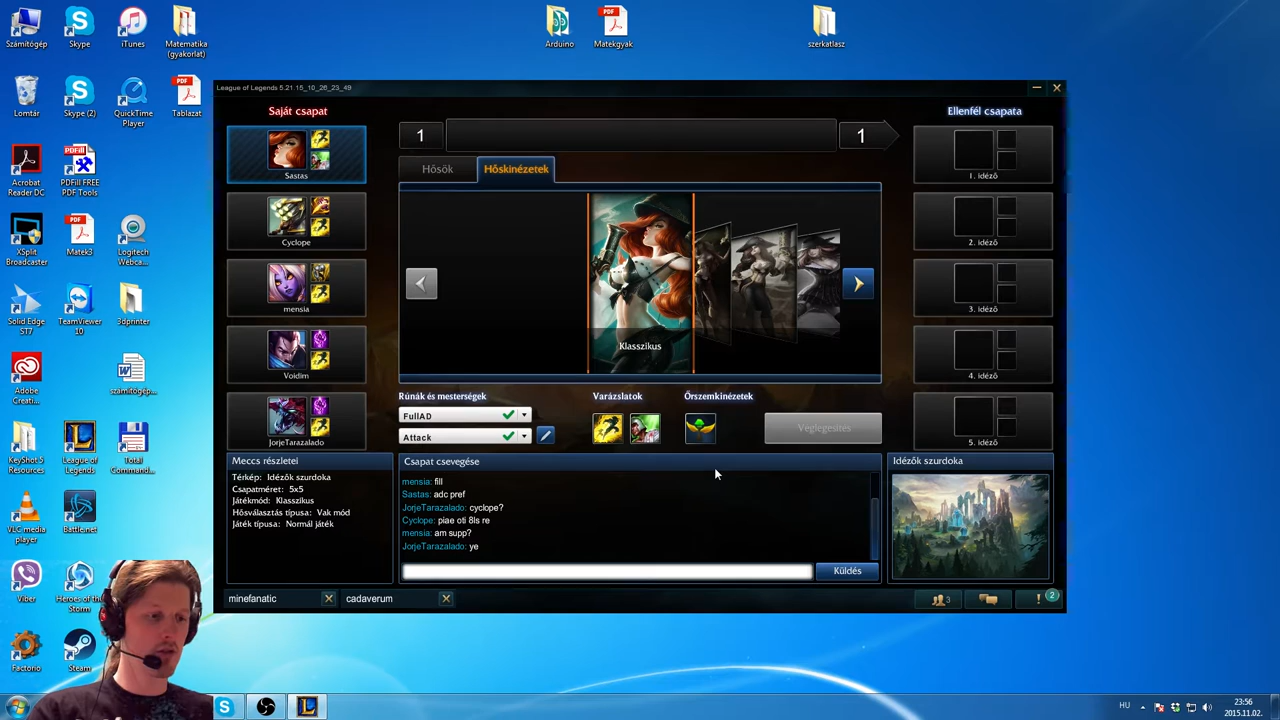 Számítógép
Skype
iTunes
Matematika
(gyakorlat)
Arduino
Matekgyak
szerkatlasz
Lomtár
Skype (2)
QuickTime
Player
Tablazat
Acrobat
Reader DC
PDFill FREE
PDF Tools
XSplit
Broadcaster
Matek3
Logitech
Webca...
Solid Edge
ST7
TeamViewer
10
3dprinter
Adobe
Creati...
számítógép...
KeyShot 5
Resources
League of
Legends
Total
Comman...
VLC media
player
Battle.net
Viber
Heroes of the
Storm
Factorio
Steam
League of Legends 5.21.15_10_26_23_49
Saját csapat
Sastas
Cyclope
mensia
Voidim
JorjeTarazalado
1
1
Hősök
Hőskinézetek
Klasszikus
Rúnák és mesterségek
FullAD
Attack
Varázslatok
Őrszemkinézetek
Véglegesítés
Ellenfél csapata
1. idéző
2. idéző
3. idéző
4. idéző
5. idéző
Meccs részletei
Térkép: Idézők szurdoka
Csapatméret: 5x5
Játékmód: Klasszikus
Hősválasztás típusa: Vak mód
Játék típusa: Normál játék
Csapat csevegése
mensia: fill
Sastas: adc pref
JorjeTarazalado: cyclope?
Cyclope: piae oti 8ls re
mensia: am supp?
JorjeTarazalado: ye
Küldés
Idézők szurdoka
minefanatic
cadaverum
3
2
HU
23:56
2015.11.02.